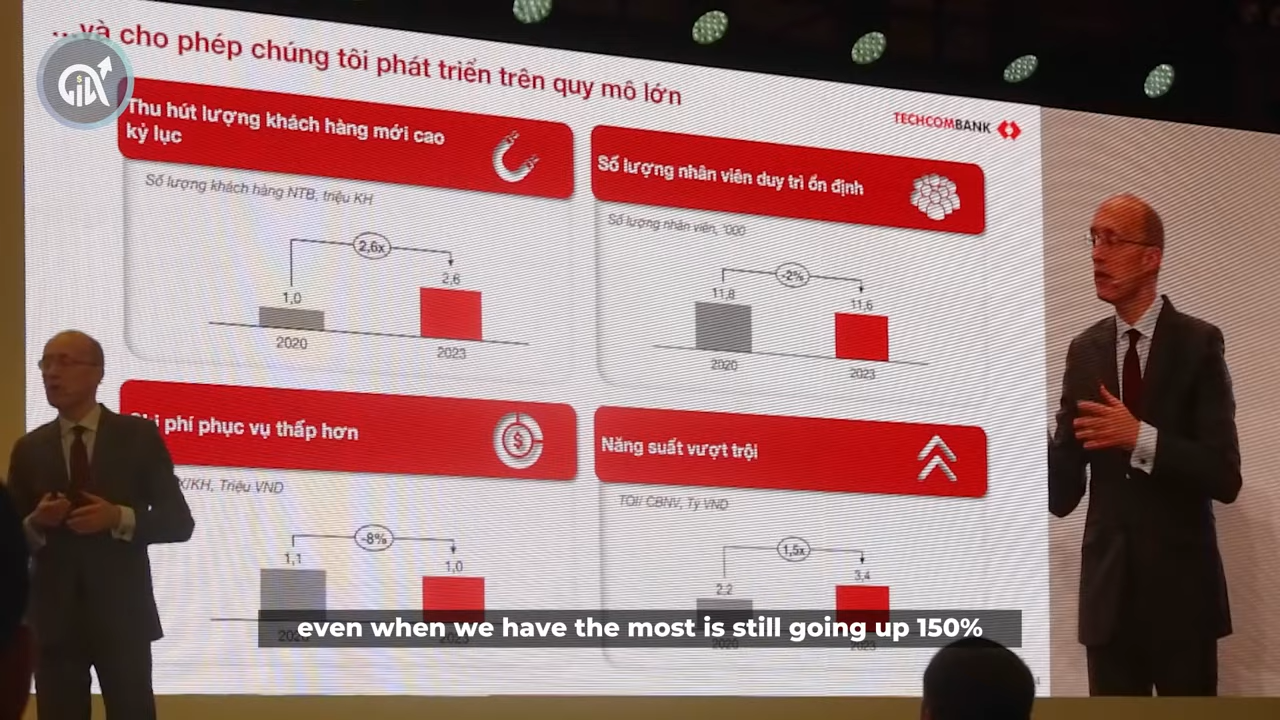 ...và cho phép chúng tôi phát triển trên quy mô lớn
TECHCOMBANK
Thu hút lượng khách hàng mới cao
kỷ lục
Số lượng khách hàng NTB, triệu KH
2,6x
1,0
2,6
2020
2023
Số lượng nhân viên duy trì ổn định
Số lượng nhân viên, '000
-2%
11,8
11,6
2020
2023
phí phục vụ thấp hơn
/KH, Triệu VND
-8%
1,1
1,0
Năng suất vượt trội
TOI/ CBNV, Tỷ VND
1,5x
2,2
3,4
2020
2023
even when we have the most is still going up 150%